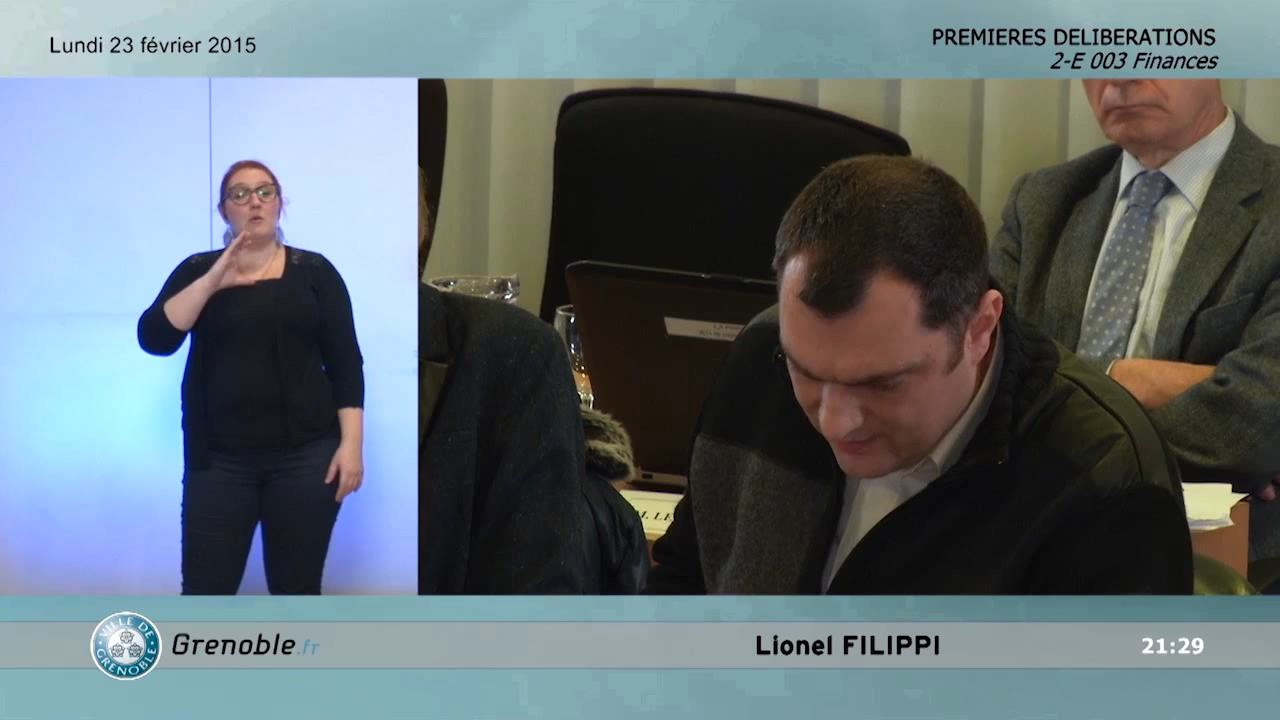 Lundi 23 février 2015
PREMIERES DELIBERATIONS
2-E 003 Finances
VILLE DE GRENOBLE
Grenoble.fr
Lionel FILIPPI
21:29